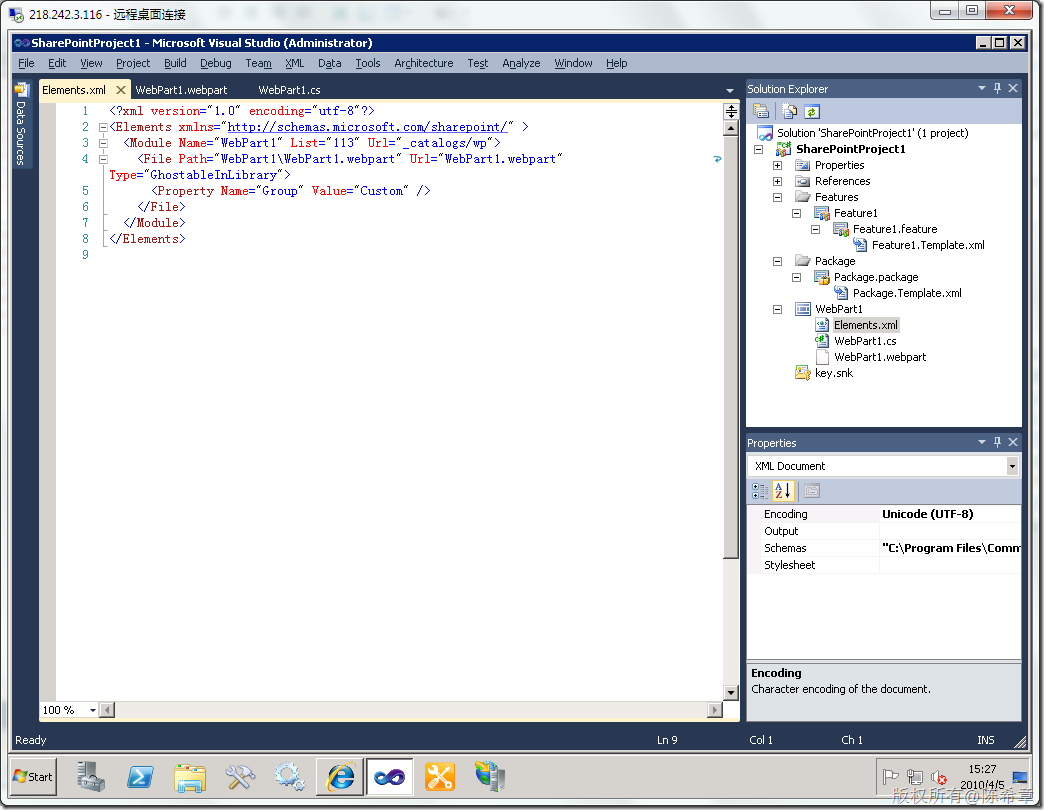 218.242.3.116 - 远程桌面连接
SharePointProject1 - Microsoft Visual Studio (Administrator)
File Edit View Project Build Debug Team XML Data Tools Architecture Test Analyze Window Help
Data Sources
Elements.xml WebPart1.webpart WebPart1.cs
1 <?xml version="1.0" encoding="utf-8"?>
2 <Elements xmlns="http://schemas.microsoft.com/sharepoint/" >
3 <Module Name="WebPart1" List="113" Url="_catalogs/wp">
4 <File Path="WebPart1\WebPart1.webpart" Url="WebPart1.webpart"
Type="GhostableInLibrary">
5 <Property Name="Group" Value="Custom" />
6 </File>
7 </Module>
8 </Elements>
9
100 %
Solution Explorer
Solution 'SharePointProject1' (1 project)
SharePointProject1
Properties
References
Features
Feature1
Feature1.feature
Feature1.Template.xml
Package
Package.package
Package.Template.xml
WebPart1
Elements.xml
WebPart1.cs
WebPart1.webpart
key.snk
Properties
XML Document
Encoding Unicode (UTF-8)
Output
Schemas "C:\Program Files\Comm
Stylesheet
Encoding
Character encoding of the document.
Ready Ln 9 Col 1 Ch 1 INS
Start
15:27
2010/4/5
版权所有@陈希章